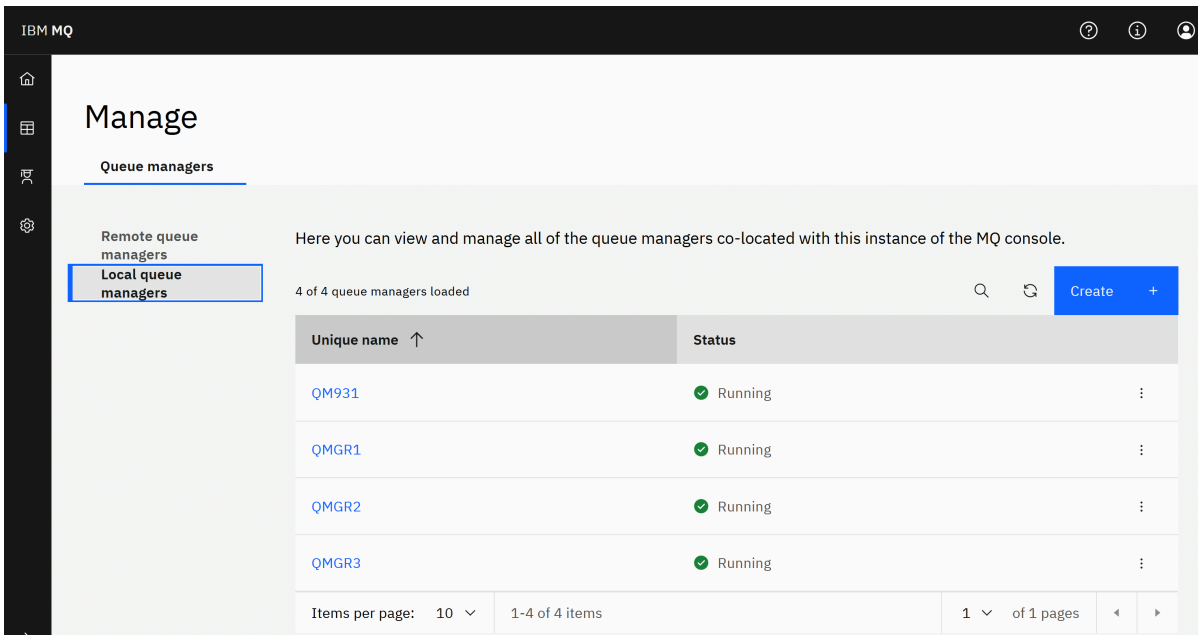 IBM MQ
Manage
Queue managers
Remote queue
managers
Local queue
managers
Here you can view and manage all of the queue managers co-located with this instance of the MQ console.
4 of 4 queue managers loaded
Create +
Unique name Status
QM931 Running
QMGR1 Running
QMGR2 Running
QMGR3 Running
Items per page: 10 1-4 of 4 items 1 of 1 pages